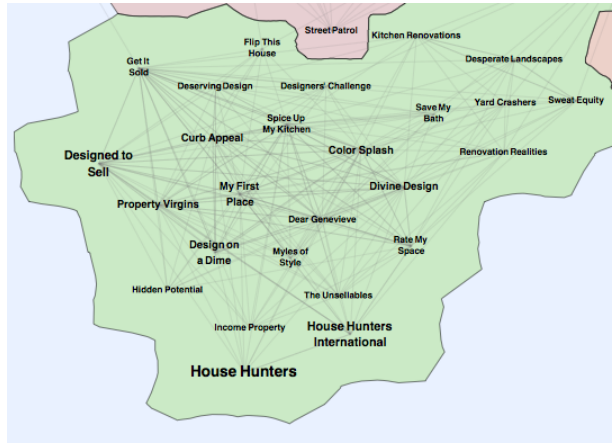 Street Patrol
Kitchen Renovations
Flip This
House
Get It
Sold
Desperate Landscapes
Deserving Design
Designers' Challenge
Save My
Bath
Yard Crashers
Sweat Equity
Spice Up
My Kitchen
Curb Appeal
Color Splash
Renovation Realities
Designed to
Sell
My First
Place
Divine Design
Property Virgins
Dear Genevieve
Design on
a Dime
Myles of
Style
Rate My
Space
Hidden Potential
The Unsellables
Income Property
House Hunters
International
House Hunters